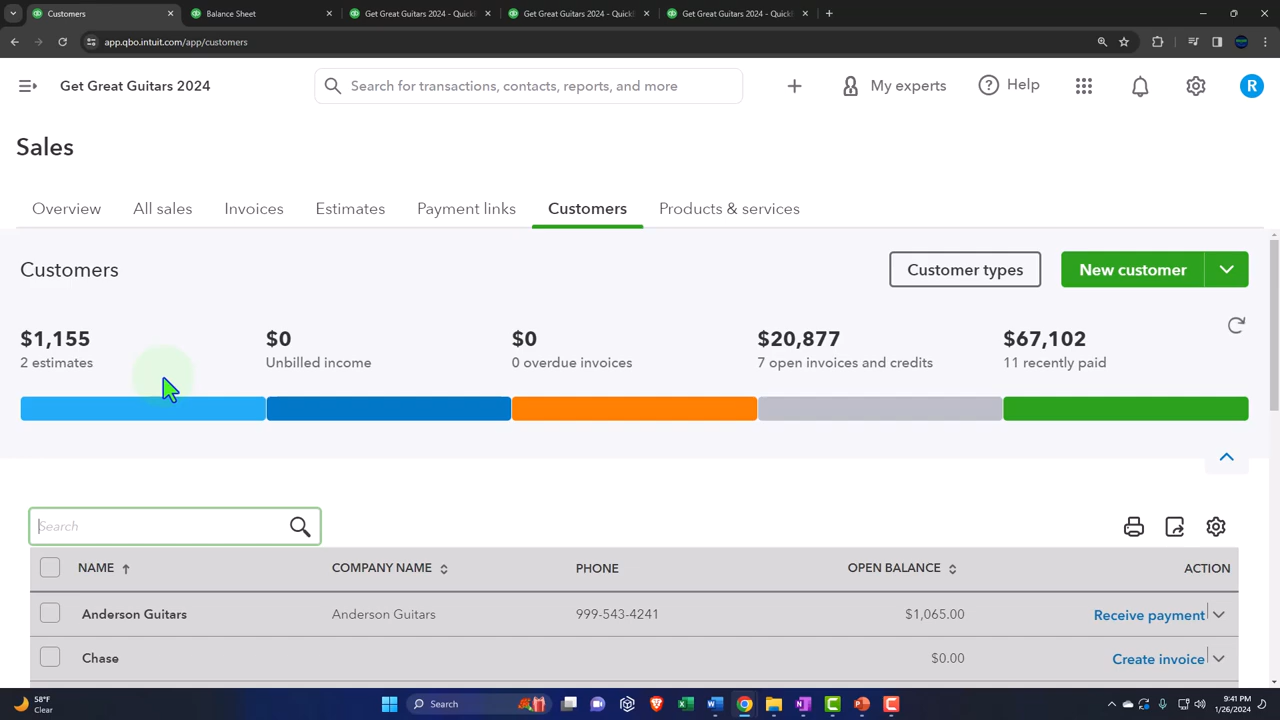 Customers
Balance Sheet
Get Great Guitars 2024 - QuickB
Get Great Guitars 2024 - QuickB
Get Great Guitars 2024 - QuickB
app.qbo.intuit.com/app/customers
Get Great Guitars 2024
Search for transactions, contacts, reports, and more
My experts
Help
R
Sales
Overview
All sales
Invoices
Estimates
Payment links
Customers
Products & services
Customers
Customer types
New customer
$1,155
2 estimates
$0
Unbilled income
$0
0 overdue invoices
$20,877
7 open invoices and credits
$67,102
11 recently paid
Search
NAME
COMPANY NAME
PHONE
OPEN BALANCE
ACTION
Anderson Guitars
Anderson Guitars
999-543-4241
$1,065.00
Receive payment
Chase
$0.00
Create invoice
58°F
Clear
Search
9:41 PM
1/26/2024